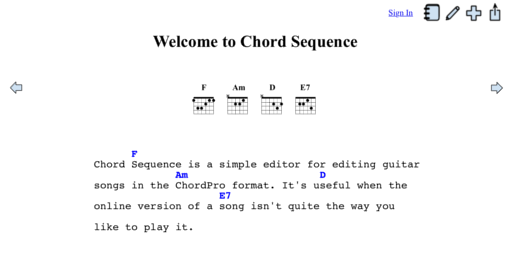 Sign In
Welcome to Chord Sequence
F Am D E7
F
Chord Sequence is a simple editor for editing guitar
Am D
songs in the ChordPro format. It's useful when the
E7
online version of a song isn't quite the way you
like to play it.